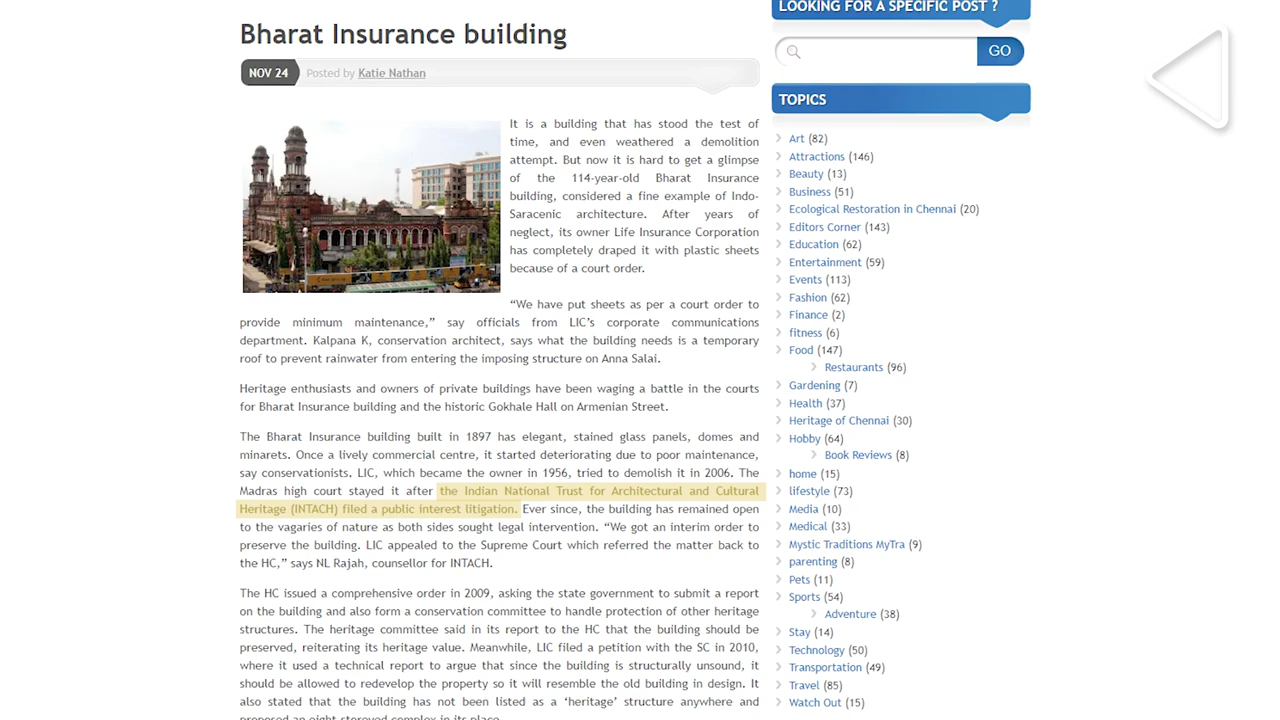 Bharat Insurance building
NOV 24
Posted by Katie Nathan
It is a building that has stood the test of
time, and even weathered a demolition
attempt. But now it is hard to get a glimpse
of the 114-year-old Bharat Insurance
building, considered a fine example of Indo-
Saracenic architecture. After years of
neglect, its owner Life Insurance Corporation
has completely draped it with plastic sheets
because of a court order.
“We have put sheets as per a court order to
provide minimum maintenance,” say officials from LIC’s corporate communications
department. Kalpana K, conservation architect, says what the building needs is a temporary
roof to prevent rainwater from entering the imposing structure on Anna Salai.
Heritage enthusiasts and owners of private buildings have been waging a battle in the courts
for Bharat Insurance building and the historic Gokhale Hall on Armenian Street.
The Bharat Insurance building built in 1897 has elegant, stained glass panels, domes and
minarets. Once a lively commercial centre, it started deteriorating due to poor maintenance,
say conservationists. LIC, which became the owner in 1956, tried to demolish it in 2006. The
Madras high court stayed it after the Indian National Trust for Architectural and Cultural
Heritage (INTACH) filed a public interest litigation. Ever since, the building has remained open
to the vagaries of nature as both sides sought legal intervention. “We got an interim order to
preserve the building. LIC appealed to the Supreme Court which referred the matter back to
the HC,” says NL Rajah, counsellor for INTACH.
The HC issued a comprehensive order in 2009, asking the state government to submit a report
on the building and also form a conservation committee to handle protection of other heritage
structures. The heritage committee said in its report to the HC that the building should be
preserved, reiterating its heritage value. Meanwhile, LIC filed a petition with the SC in 2010,
where it used a technical report to argue that since the building is structurally unsound, it
should be allowed to redevelop the property so it will resemble the old building in design. It
also stated that the building has not been listed as a ‘heritage’ structure anywhere and
proposed an eight-storeyed complex in its place.
LOOKING FOR A SPECIFIC POST ?
GO
TOPICS
Art (82)
Attractions (146)
Beauty (13)
Business (51)
Ecological Restoration in Chennai (20)
Editors Corner (143)
Education (62)
Entertainment (59)
Events (113)
Fashion (62)
Finance (2)
fitness (6)
Food (147)
Restaurants (96)
Gardening (7)
Health (37)
Heritage of Chennai (30)
Hobby (64)
Book Reviews (8)
home (15)
lifestyle (73)
Media (10)
Medical (33)
Mystic Traditions MyTra (9)
parenting (8)
Pets (11)
Sports (54)
Adventure (38)
Stay (14)
Technology (50)
Transportation (49)
Travel (85)
Watch Out (15)